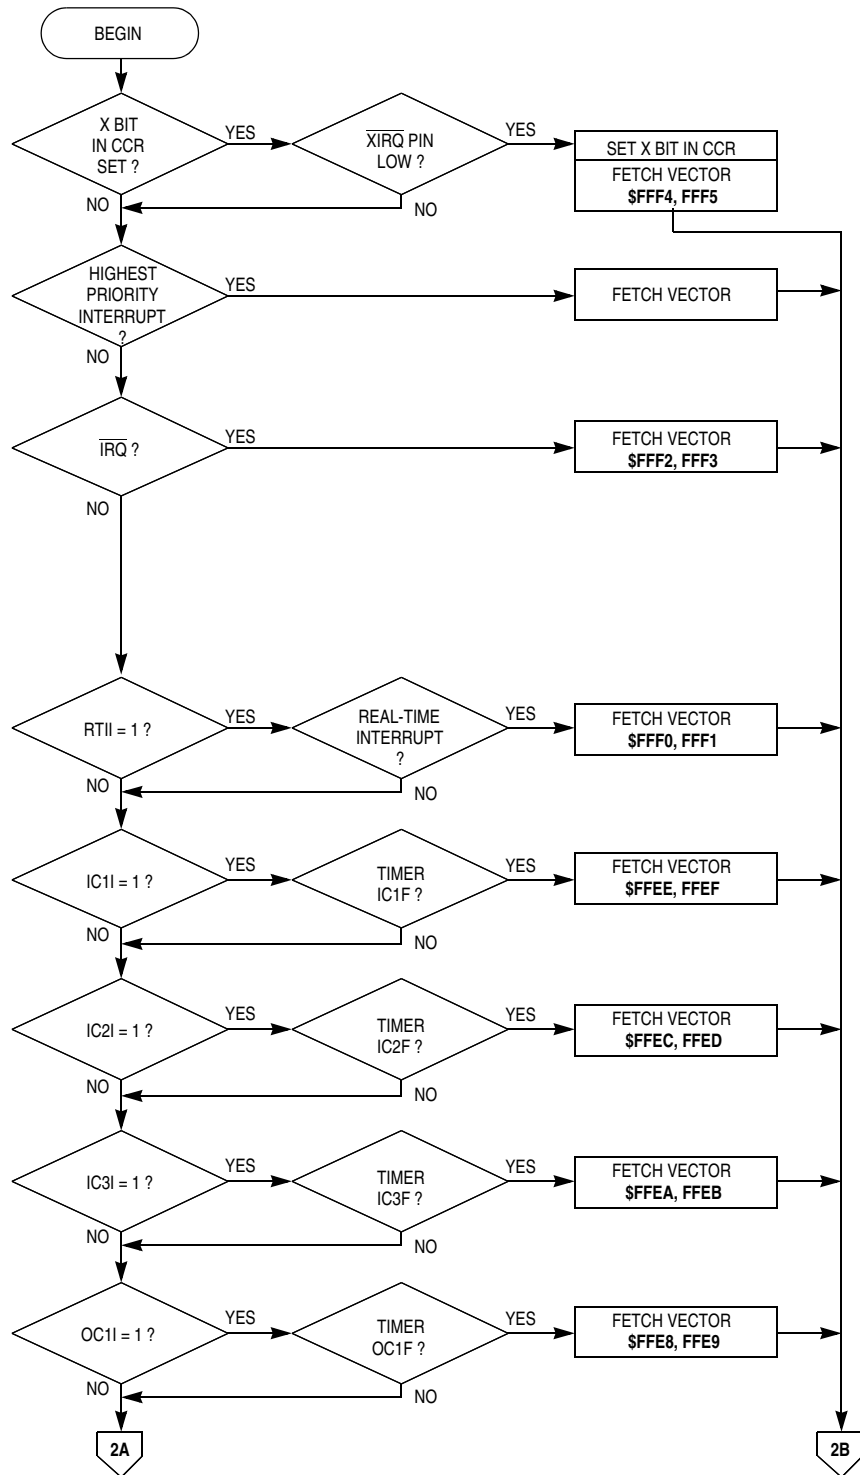 BEGIN
X BIT
IN CCR
SET ?
YES
XIRQ PIN
LOW ?
YES
SET X BIT IN CCR
FETCH VECTOR
$FFF4, FFF5
NO
NO
HIGHEST
PRIORITY
INTERRUPT
?
YES
FETCH VECTOR
NO
IRQ ?
YES
FETCH VECTOR
$FFF2, FFF3
NO
RTII = 1 ?
YES
REAL-TIME
INTERRUPT
?
YES
FETCH VECTOR
$FFF0, FFF1
NO
NO
IC1I = 1 ?
YES
TIMER
IC1F ?
YES
FETCH VECTOR
$FFEE, FFEF
NO
NO
IC2I = 1 ?
YES
TIMER
IC2F ?
YES
FETCH VECTOR
$FFEC, FFED
NO
NO
IC3I = 1 ?
YES
TIMER
IC3F ?
YES
FETCH VECTOR
$FFEA, FFEB
NO
NO
OC1I = 1 ?
YES
TIMER
OC1F ?
YES
FETCH VECTOR
$FFE8, FFE9
NO
NO
2A
2B